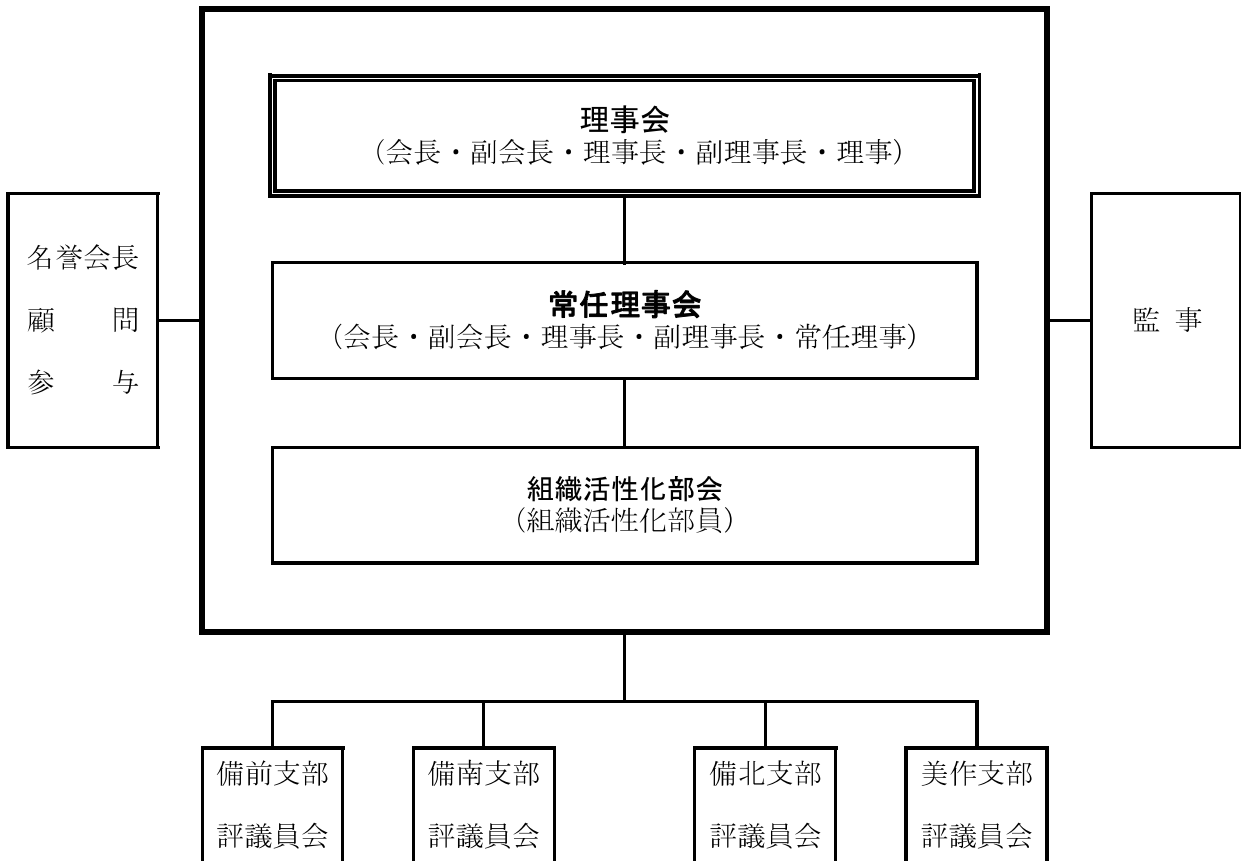 理事会
（会長・副会長・理事長・副理事長・理事）
名誉会長
顧　問
参　与
常任理事会
（会長・副会長・理事長・副理事長・常任理事）
監 事
組織活性化部会
（組織活性化部員）
備前支部
評議員会
備南支部
評議員会
備北支部
評議員会
美作支部
評議員会